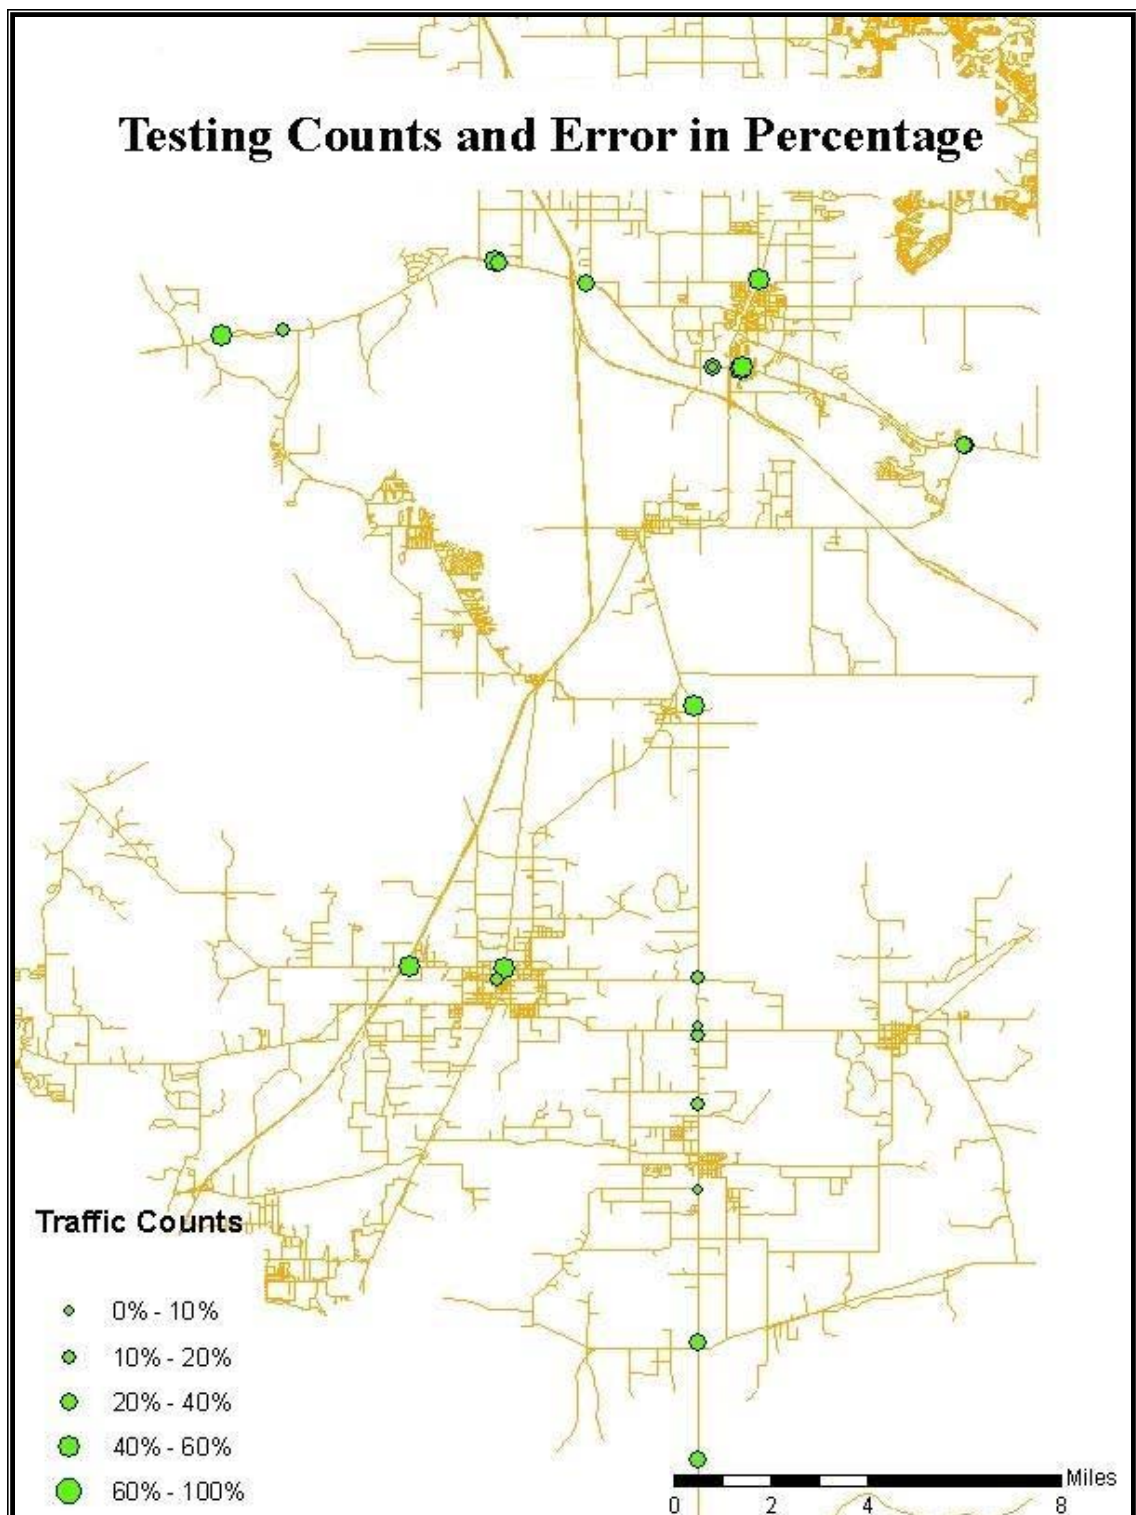 Testing Counts and Error in Percentage
Traffic Counts
0% - 10%
10% - 20%
20% - 40%
40% - 60%
60% - 100%
Miles
0 2 4 8